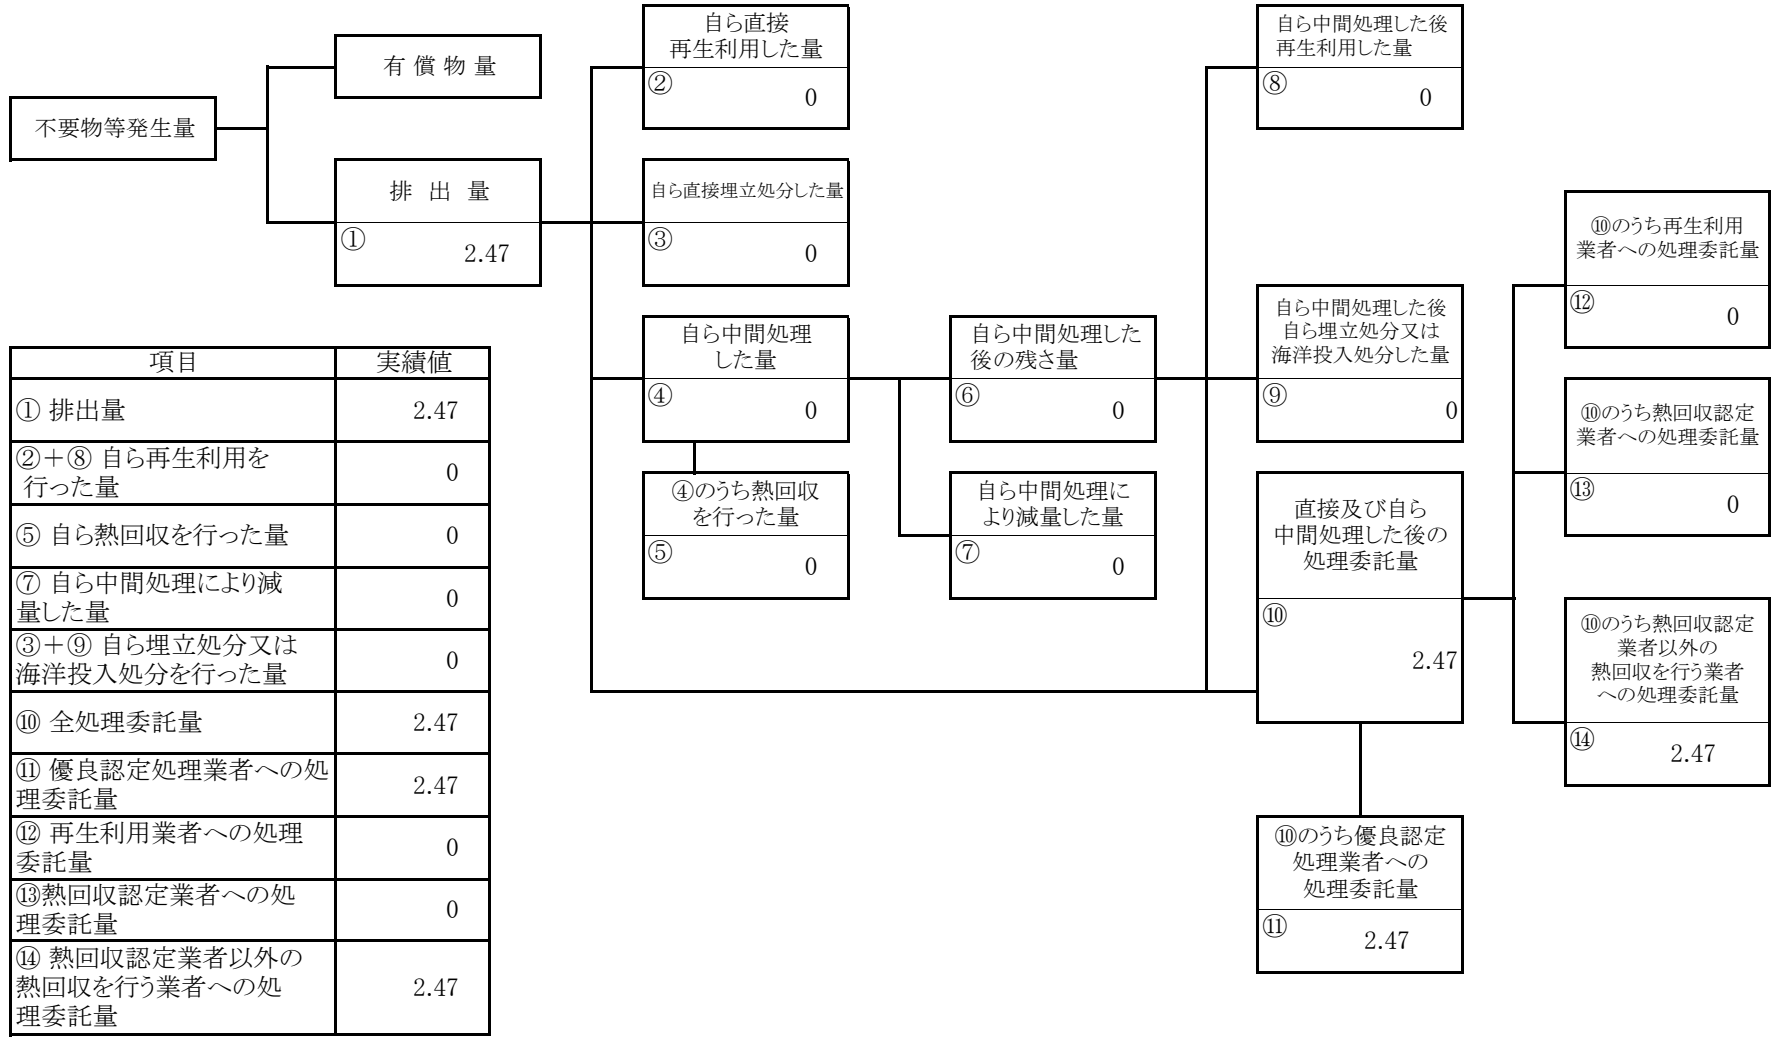 不要物等発生量
有 償 物 量
排 出 量
①
2.47
自ら直接
再生利用した量
②
0
自ら直接埋立処分した量
③
0
自ら中間処理
した量
④
0
④のうち熱回収
を行った量
⑤
0
自ら中間処理した
後の残さ量
⑥
0
自ら中間処理に
より減量した量
⑦
0
自ら中間処理した後
再生利用した量
⑧
0
自ら中間処理した後
自ら埋立処分又は
海洋投入処分した量
⑨
0
直接及び自ら
中間処理した後の
処理委託量
⑩
2.47
⑩のうち優良認定
処理業者への
処理委託量
⑪
2.47
⑩のうち再生利用
業者への処理委託量
⑫
0
⑩のうち熱回収認定
業者への処理委託量
⑬
0
⑩のうち熱回収認定
業者以外の
熱回収を行う業者
への処理委託量
⑭
2.47
項目 実績値
① 排出量 2.47
②＋⑧ 自ら再生利用を
行った量
0
⑤ 自ら熱回収を行った量 0
⑦ 自ら中間処理により減
量した量
0
③＋⑨ 自ら埋立処分又は
海洋投入処分を行った量
0
⑩ 全処理委託量 2.47
⑪ 優良認定処理業者への処
理委託量
2.47
⑫ 再生利用業者への処理
委託量
0
⑬熱回収認定業者への処
理委託量
0
⑭ 熱回収認定業者以外の
熱回収を行う業者への処
理委託量
2.47